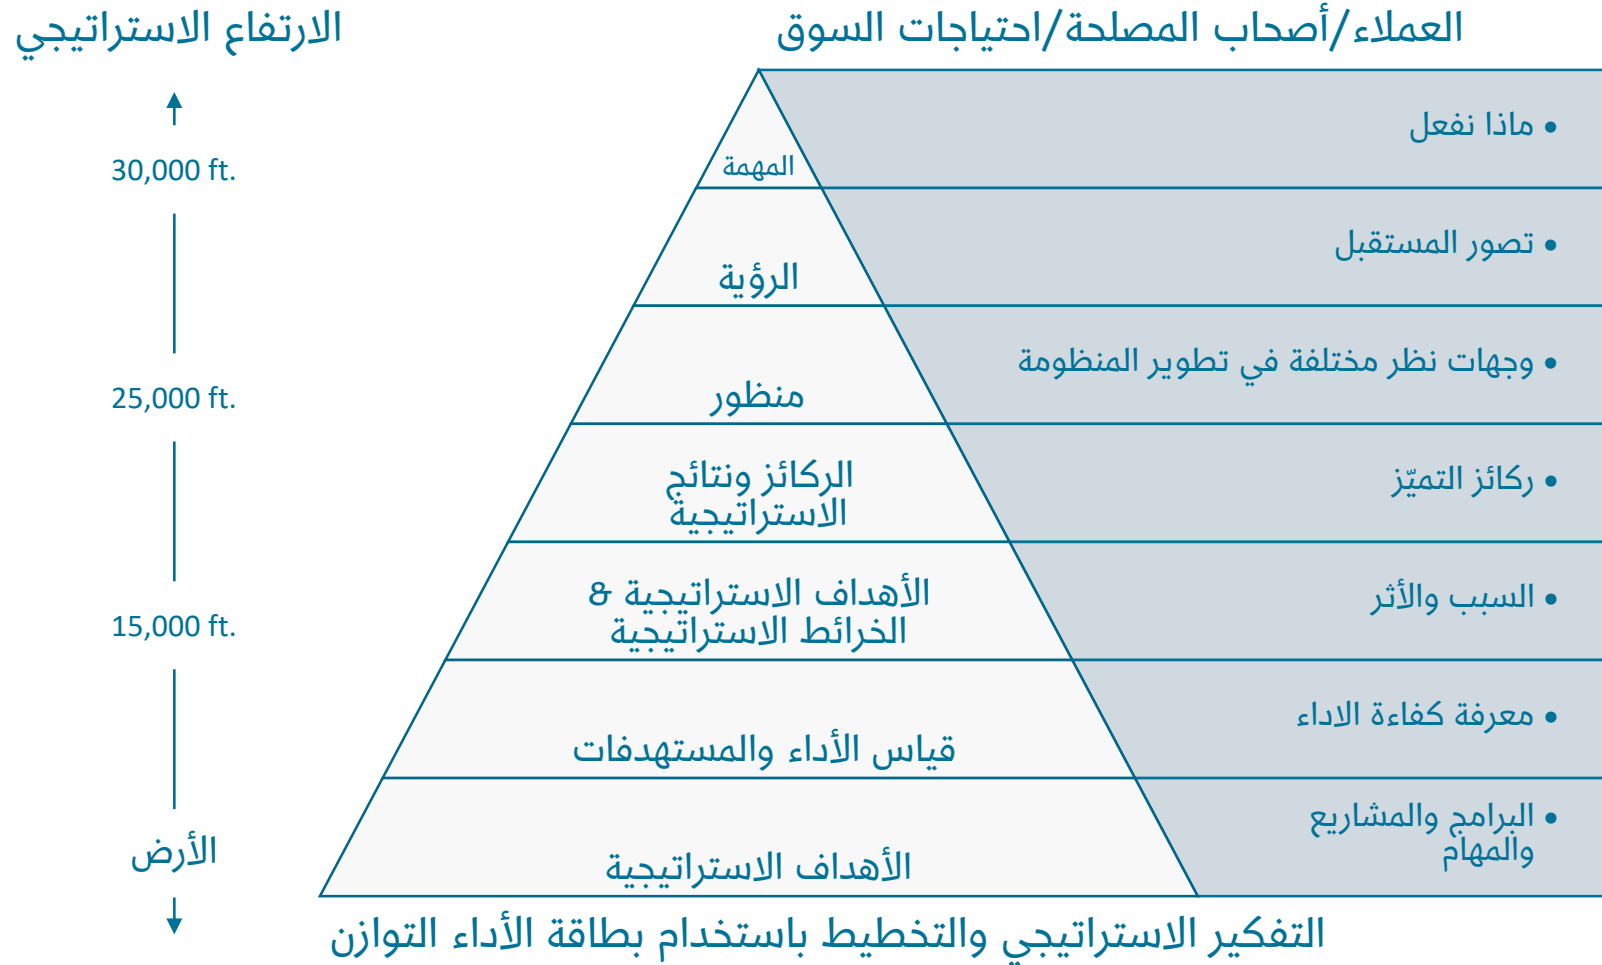 العملاء/أصحاب المصلحة/احتياجات السوق
الارتفاع الاستراتيجي
• ماذا نفعل
المهمة
30,000 ft.
• تصور المستقبل
الرؤية
• وجهات نظر مختلفة في تطوير المنظومة
منظور
25,000 ft.
• ركائز التميّز
الركائز ونتائج
الاستراتيجية
• السبب والأثر
الأهداف الاستراتيجية &
الخرائط الاستراتيجية
15,000 ft.
• معرفة كفاءة الاداء
قياس الأداء والمستهدفات
• البرامج والمشاريع
والمهام
الأهداف الاستراتيجية
الأرض
التفكير الاستراتيجي والتخطيط باستخدام بطاقة الأداء التوازن